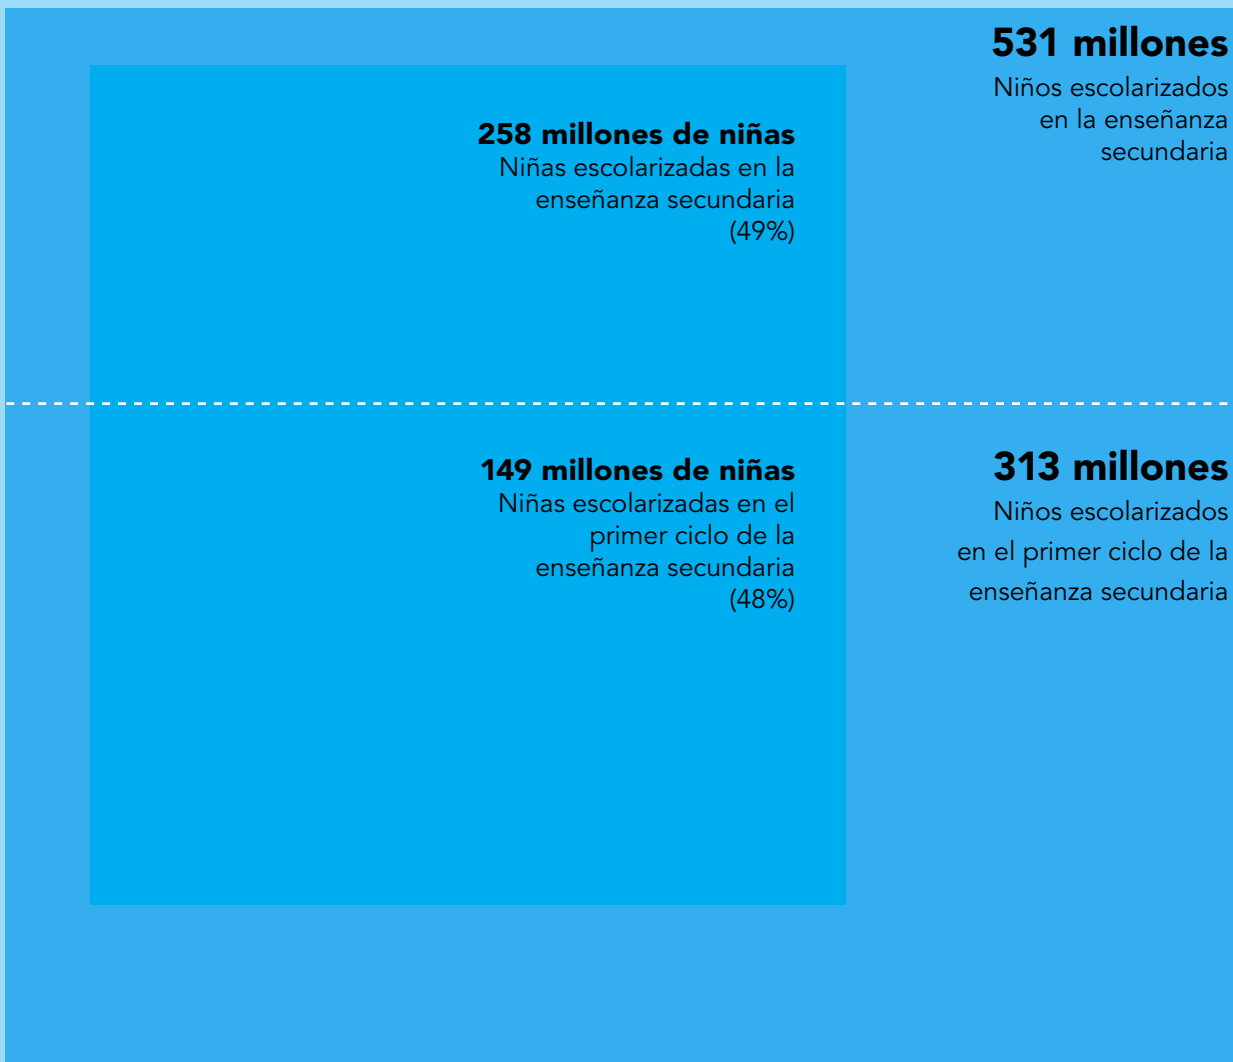 531 millones
Niños escolarizados
en la enseñanza
secundaria
258 millones de niñas
Niñas escolarizadas en la
enseñanza secundaria
(49%)
149 millones de niñas
Niñas escolarizadas en el
primer ciclo de la
enseñanza secundaria
(48%)
313 millones
Niños escolarizados
en el primer ciclo de la
enseñanza secundaria